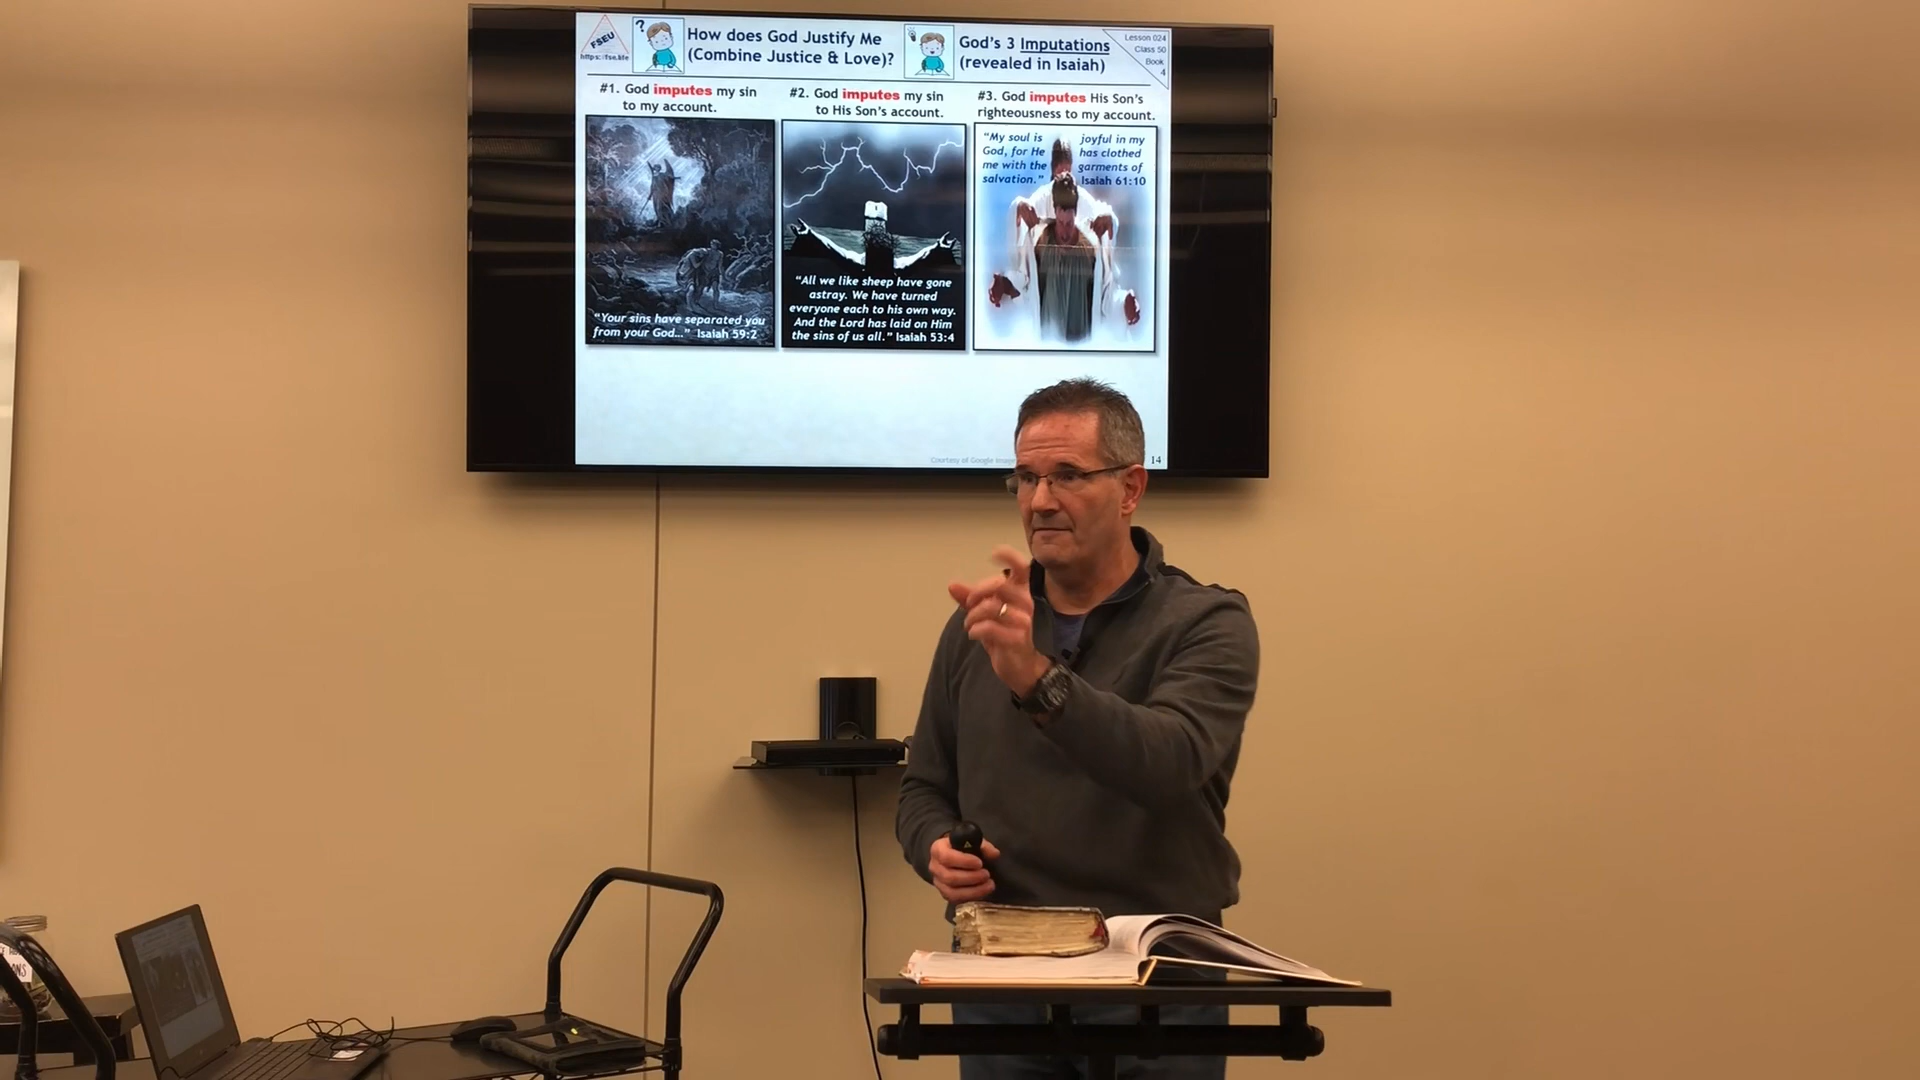 FSEU
https://fse.life
?
How does God Justify Me
(Combine Justice & Love)?
God's 3 Imputations
(revealed in Isaiah)
Lesson 024
Class 50
Book
4
#1. God imputes my sin
to my account.
#2. God imputes my sin
to His Son's account.
#3. God imputes His Son's
righteousness to my account.
"Your sins have separated you
from your God..." Isaiah 59:2
"All we like sheep have gone
astray. We have turned
everyone each to his own way.
And the Lord has laid on Him
the sins of us all." Isaiah 53:4
"My soul is joyful in my
God, for He has clothed
me with the garments of
salvation." Isaiah 61:10
Courtesy of Google
14